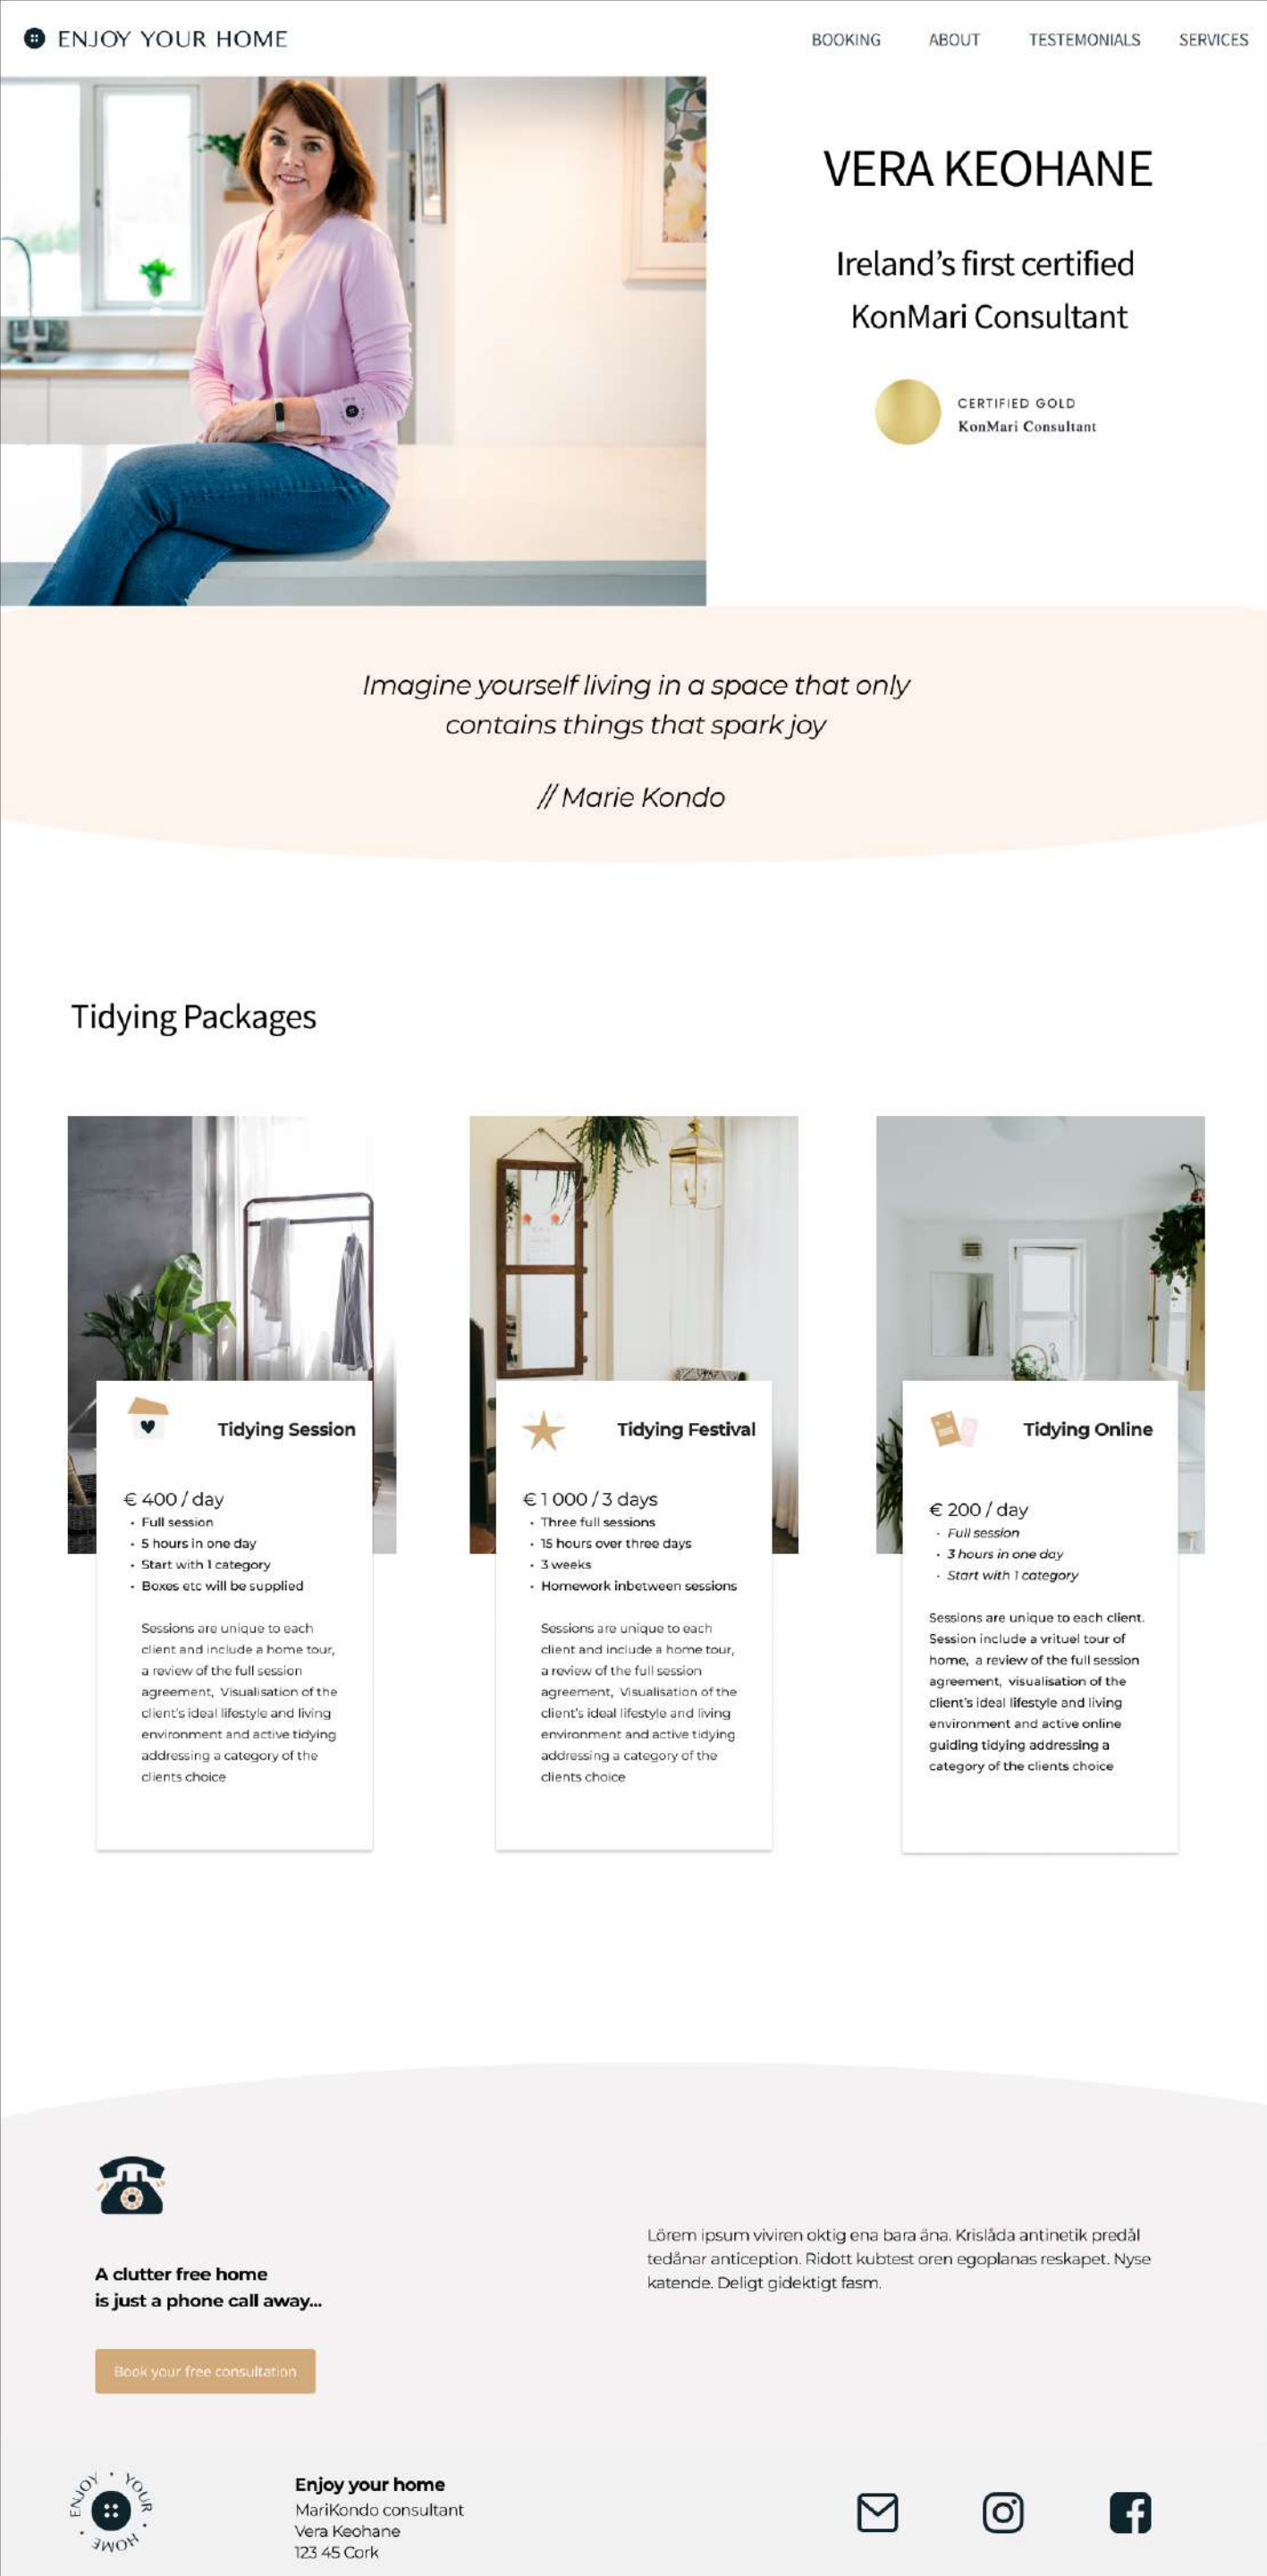 ENJOY YOUR HOME
BOOKING ABOUT TESTEMONIALS SERVICES
VERA KEOHANE
Ireland's first certified
KonMari Consultant
CERTIFIED GOLD
KonMari Consultant
Imagine yourself living in a space that only
contains things that spark joy
// Marie Kondo
Tidying Packages
Tidying Session
€ 400 / day
• Full session
• 5 hours in one day
• Start with 1 category
• Boxes etc will be supplied
Sessions are unique to each
client and include a home tour,
a review of the full session
agreement, Visualisation of the
client's ideal lifestyle and living
environment and active tidying
addressing a category of the
clients choice
Tidying Festival
€ 1 000 / 3 days
• Three full sessions
• 15 hours over three days
• 3 weeks
• Homework inbetween sessions
Sessions are unique to each
client and include a home tour,
a review of the full session
agreement, Visualisation of the
client's ideal lifestyle and living
environment and active tidying
addressing a category of the
clients choice
Tidying Online
€ 200 / day
• Full session
• 3 hours in one day
• Start with 1 category
Sessions are unique to each client.
Session include a vrituel tour of
home, a review of the full session
agreement, visualisation of the
client's ideal lifestyle and living
environment and active online
guiding tidying addressing a
category of the clients choice
A clutter free home
is just a phone call away...
Book your free consultation
Lörem ipsum viviren oktig ena bara äna. Krislåda antinetik predål
tedånar antiception. Ridott kubtest oren egoplanas reskapet. Nyse
katende. Deligt gidektigt fasm.
ENJOY • YOUR • HOME •
Enjoy your home
MariKondo consultant
Vera Keohane
123 45 Cork